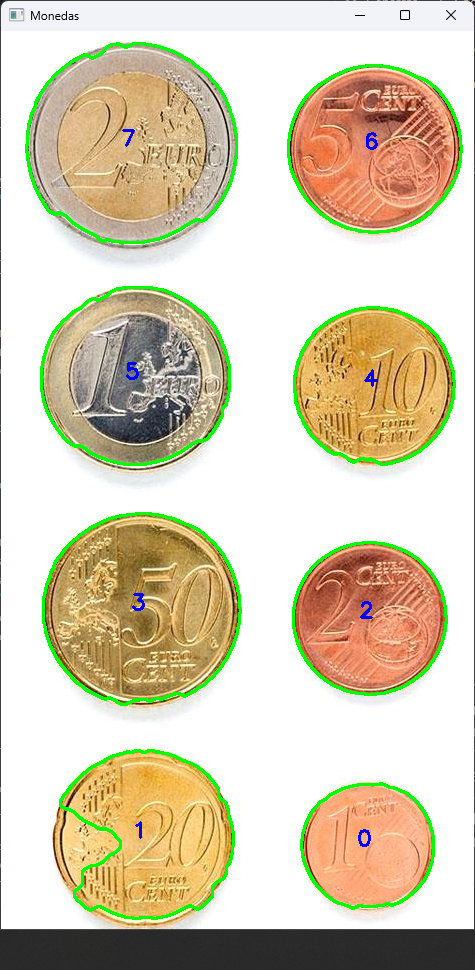 Monedas
2 EURO
7
5 EURO CENT
6
1 EURO
5
10 EURO CENT
4
50 EURO CENT
3
2 EURO CENT
2
20 EURO CENT
1
1 EURO CENT
0